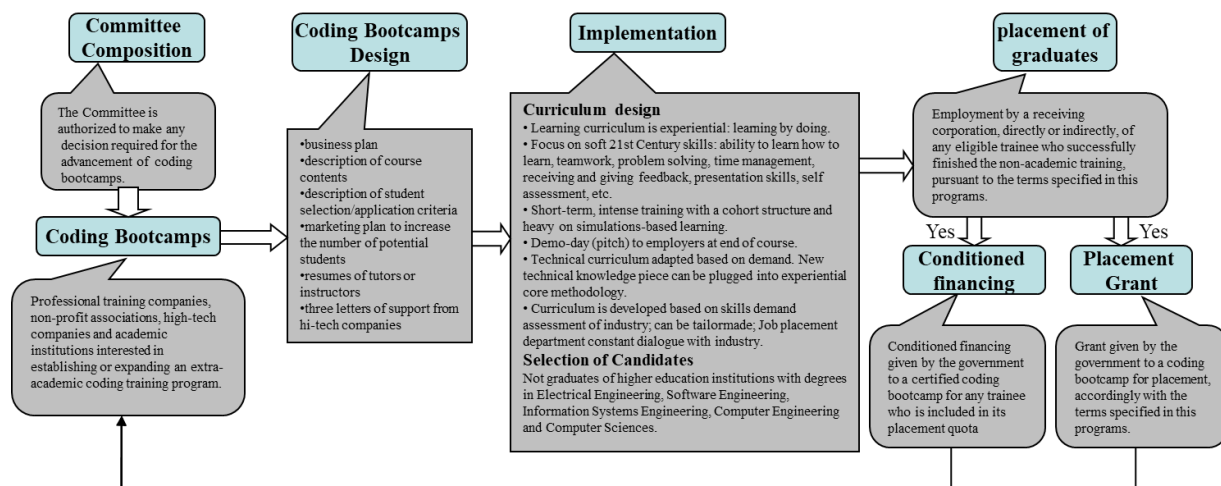 Committee
Composition
The Committee is
authorized to make any
decision required for the
advancement of coding
bootcamps.
Coding Bootcamps
Professional training companies,
non-profit associations, high-tech
companies and academic
institutions interested in
establishing or expanding an extra-
academic coding training program.
Coding Bootcamps
Design
•business plan
•description of course
contents
•description of student
selection/application criteria
•marketing plan to increase
the number of potential
students
•resumes of tutors or
instructors
•three letters of support from
hi-tech companies
Implementation
Curriculum design
• Learning curriculum is experiential: learning by doing.
• Focus on soft 21st Century skills: ability to learn how to
learn, teamwork, problem solving, time management,
receiving and giving feedback, presentation skills, self
assessment, etc.
• Short-term, intense training with a cohort structure and
heavy on simulations-based learning.
• Demo-day (pitch) to employers at end of course.
• Technical curriculum adapted based on demand. New
technical knowledge piece can be plugged into experiential
core methodology.
• Curriculum is developed based on skills demand
assessment of industry; can be tailormade; Job placement
department constant dialogue with industry.
Selection of Candidates
Not graduates of higher education institutions with degrees
in Electrical Engineering, Software Engineering,
Information Systems Engineering, Computer Engineering
and Computer Sciences.
placement of
graduates
Employment by a receiving
corporation, directly or indirectly, of
any eligible trainee who successfully
finished the non-academic training,
pursuant to the terms specified in this
programs.
Yes
Yes
Conditioned
financing
Conditioned financing
given by the government
to a certified coding
bootcamp for any trainee
who is included in its
placement quota
Placement
Grant
Grant given by the
government to a coding
bootcamp for placement,
accordingly with the
terms specified in this
programs.